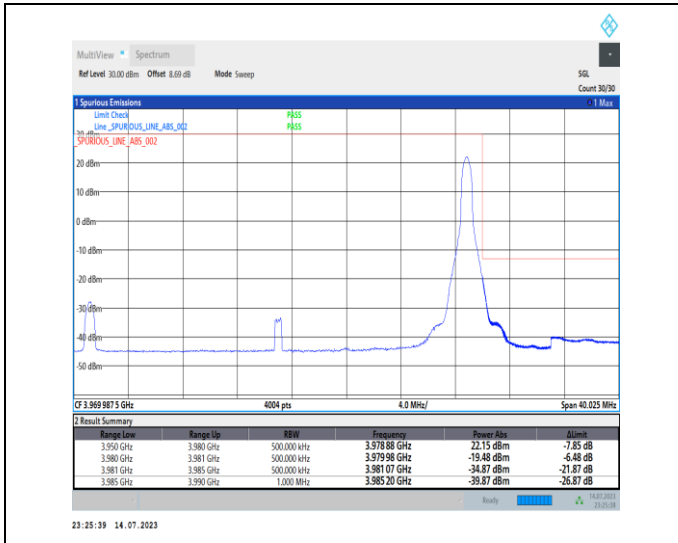 MultiView Spectrum
Ref Level 30.00 dBm Offset 8.69 dB Mode Sweep SGL
Count 30/30
1 Spurious Emissions 1 Max
Limit Check PASS
Line _SPURIOUS_LINE_ABS_002 PASS
_SPURIOUS_LINE_ABS_002
20 dBm
10 dBm
0 dBm
-10 dBm
-20 dBm
-30 dBm
-40 dBm
-50 dBm
CF 3.969 987 5 GHz 4004 pts 4.0 MHz/ Span 40.025 MHz
2 Result Summary
Range Low Range Up RBW Frequency Power Abs ΔLimit
3.950 GHz 3.980 GHz 500.000 kHz 3.978 88 GHz 22.15 dBm -7.85 dB
3.980 GHz 3.981 GHz 500.000 kHz 3.979 98 GHz -19.48 dBm -6.48 dB
3.981 GHz 3.985 GHz 500.000 kHz 3.981 07 GHz -34.87 dBm -21.87 dB
3.985 GHz 3.990 GHz 1.000 MHz 3.985 20 GHz -39.87 dBm -26.87 dB
Ready 14.07.2023
23:25:38
23:25:39 14.07.2023